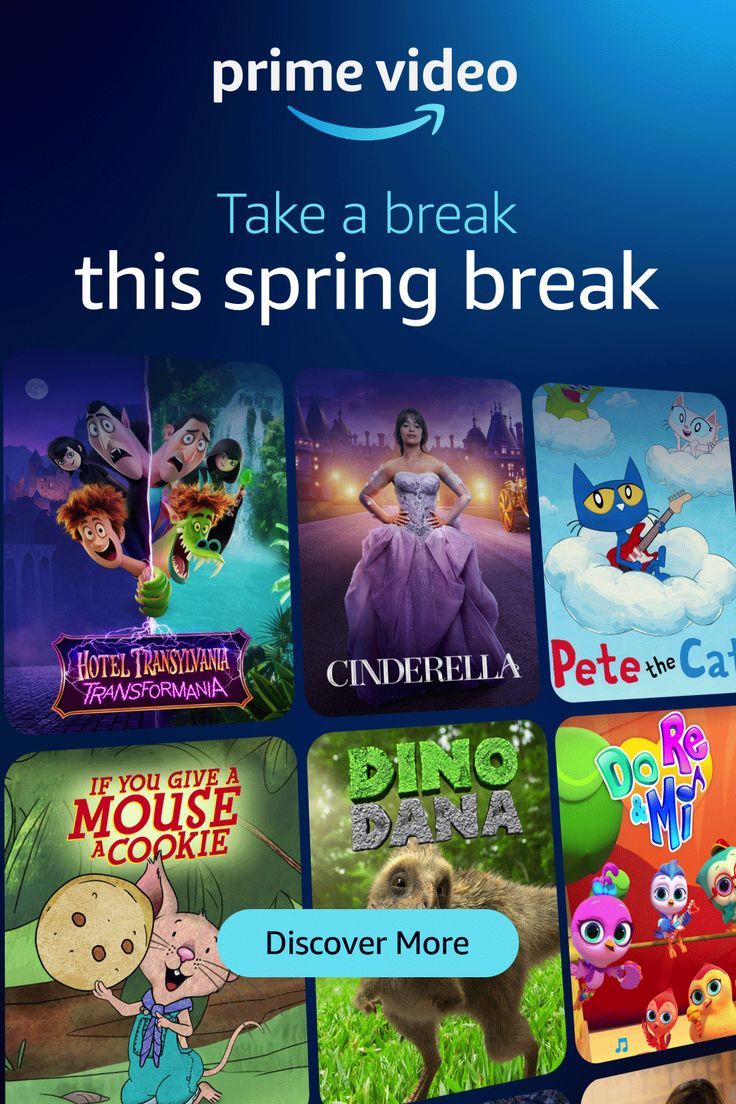 prime video
Take a break
this spring break
HOTEL TRANSYLVANIA
TRANSFORMANIA
CINDERELLA
Pete the Cat
IF YOU GIVE A
MOUSE
A COOKIE
DINO
DANA
Do Re
& Mi
Discover More